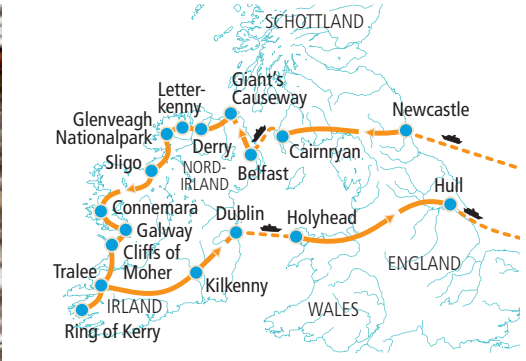 SCHOTTLAND
Letter-
kenny
Giant's
Causeway
Glenveagh
Nationalpark
Derry
Newcastle
Cairnryan
Sligo
NORD-
IRLAND
Belfast
Hull
Connemara
Dublin
Holyhead
Galway
Cliffs of
Moher
ENGLAND
Tralee
Kilkenny
IRLAND
WALES
Ring of Kerry